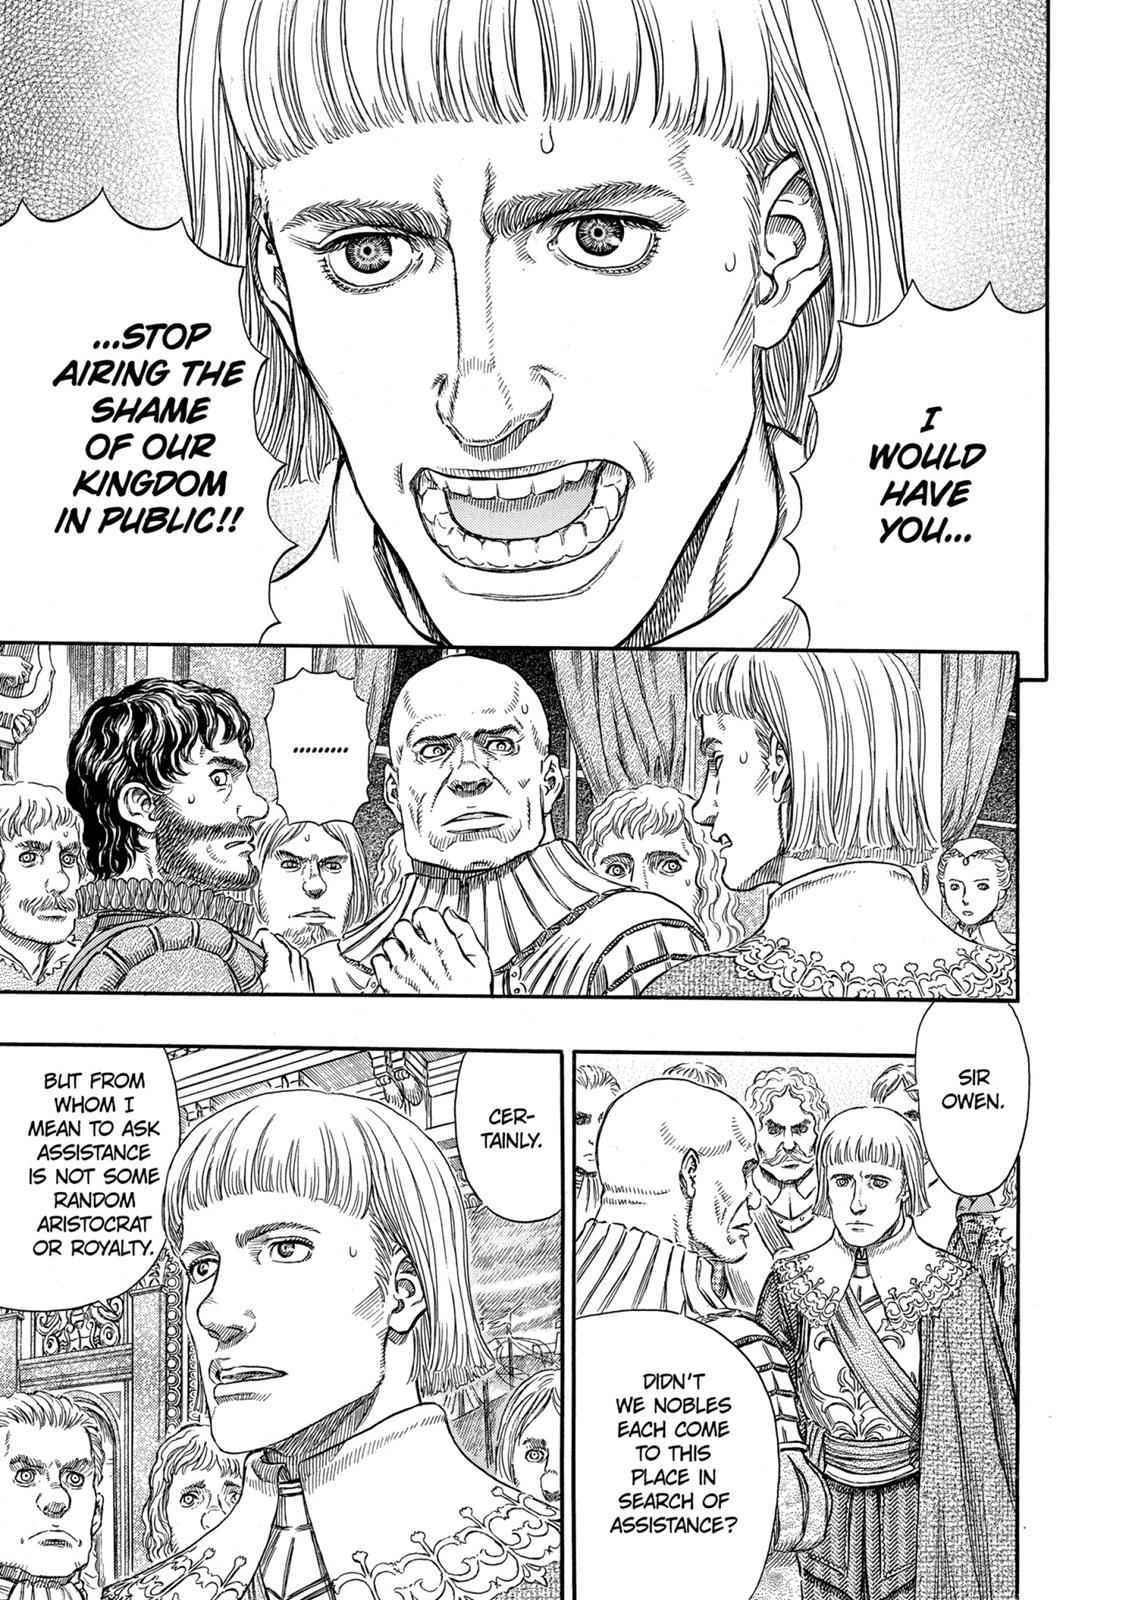 I
WOULD
HAVE
YOU...
...STOP
AIRING THE
SHAME
OF OUR
KINGDOM
IN PUBLIC!!
..........
SIR
OWEN.
DIDN'T
WE NOBLES
EACH COME
TO THIS
PLACE IN
SEARCH OF
ASSISTANCE?
CER-
TAINLY.
BUT FROM
WHOM I
MEAN TO ASK
ASSISTANCE
IS NOT SOME
RANDOM
ARISTOCRAT
OR ROYALTY.